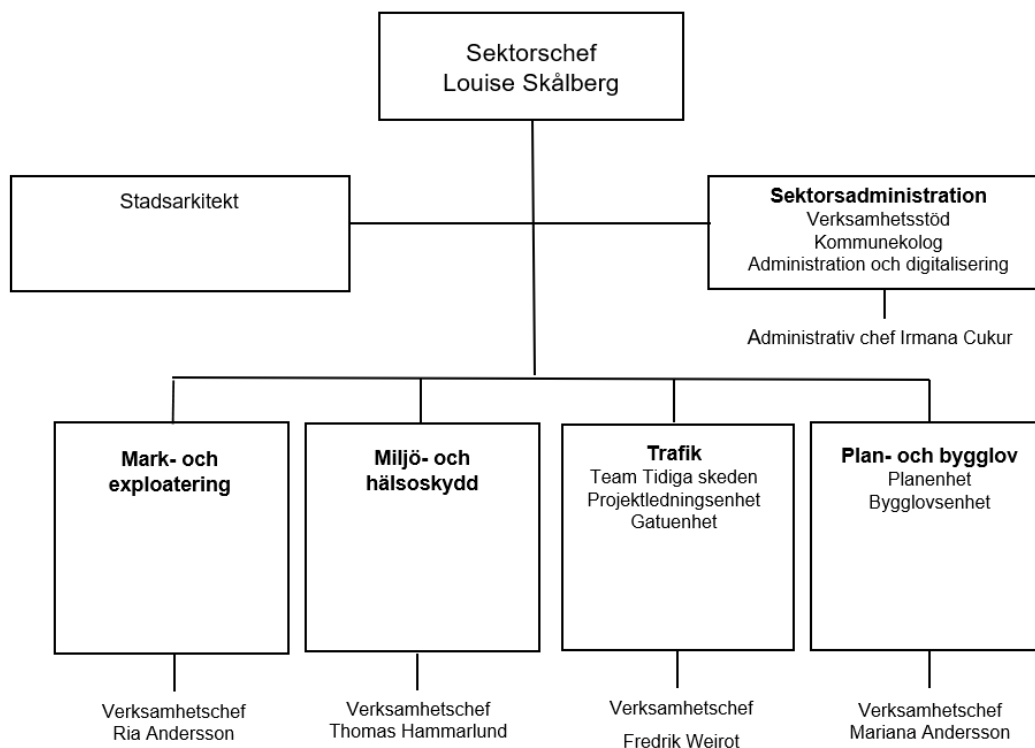 Sektorschef
Louise Skålberg
Stadsarkitekt
Sektorsadministration
Verksamhetsstöd
Kommunekolog
Administration och digitalisering
Administrativ chef Irmana Cukur
Mark- och
exploatering
Miljö- och
hälsoskydd
Trafik
Team Tidiga skeden
Projektledningsenhet
Gatuenhet
Plan- och bygglov
Planenhet
Bygglovsenhet
Verksamhetschef
Ria Andersson
Verksamhetschef
Thomas Hammarlund
Verksamhetschef
Fredrik Weirot
Verksamhetschef
Mariana Andersson